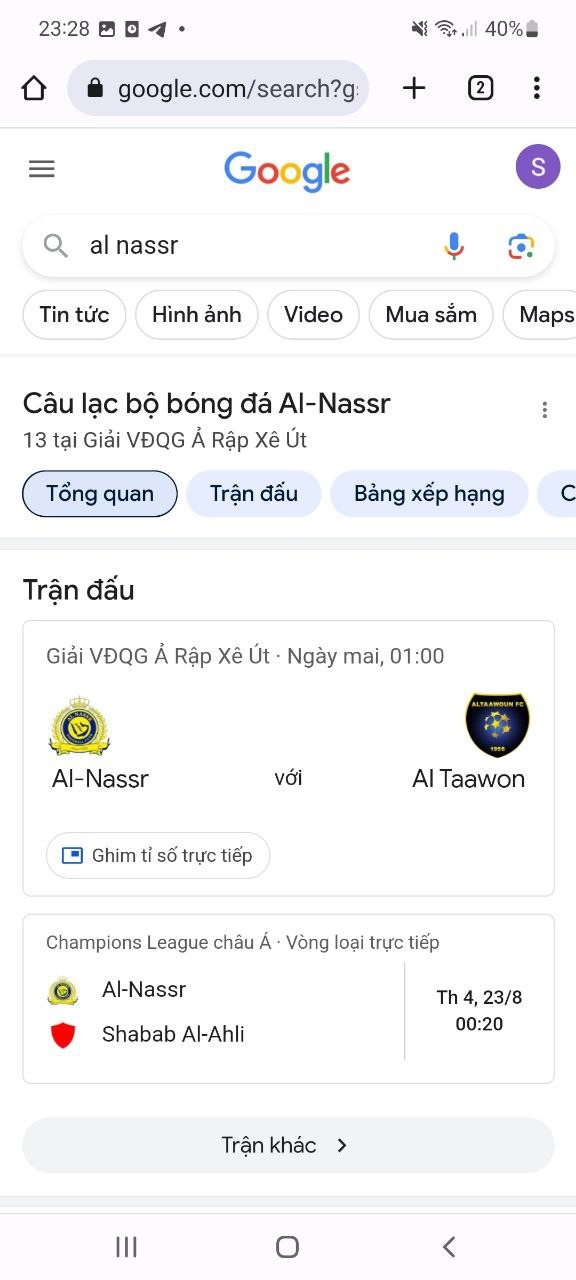 23:28
40%
google.com/search?g
2
Google
S
al nassr
Tin tức
Hình ảnh
Video
Mua sắm
Maps
Câu lạc bộ bóng đá Al-Nassr
13 tại Giải VĐQG Ả Rập Xê Út
Tổng quan
Trận đấu
Bảng xếp hạng
C
Trận đấu
Giải VĐQG Ả Rập Xê Út · Ngày mai, 01:00
AL NASSR
ALTAAWOUN FC
1956
Al-Nassr
với
Al Taawon
Ghim tỉ số trực tiếp
Champions League châu Á · Vòng loại trực tiếp
Al-Nassr
Shabab Al-Ahli
Th 4, 23/8
00:20
Trận khác